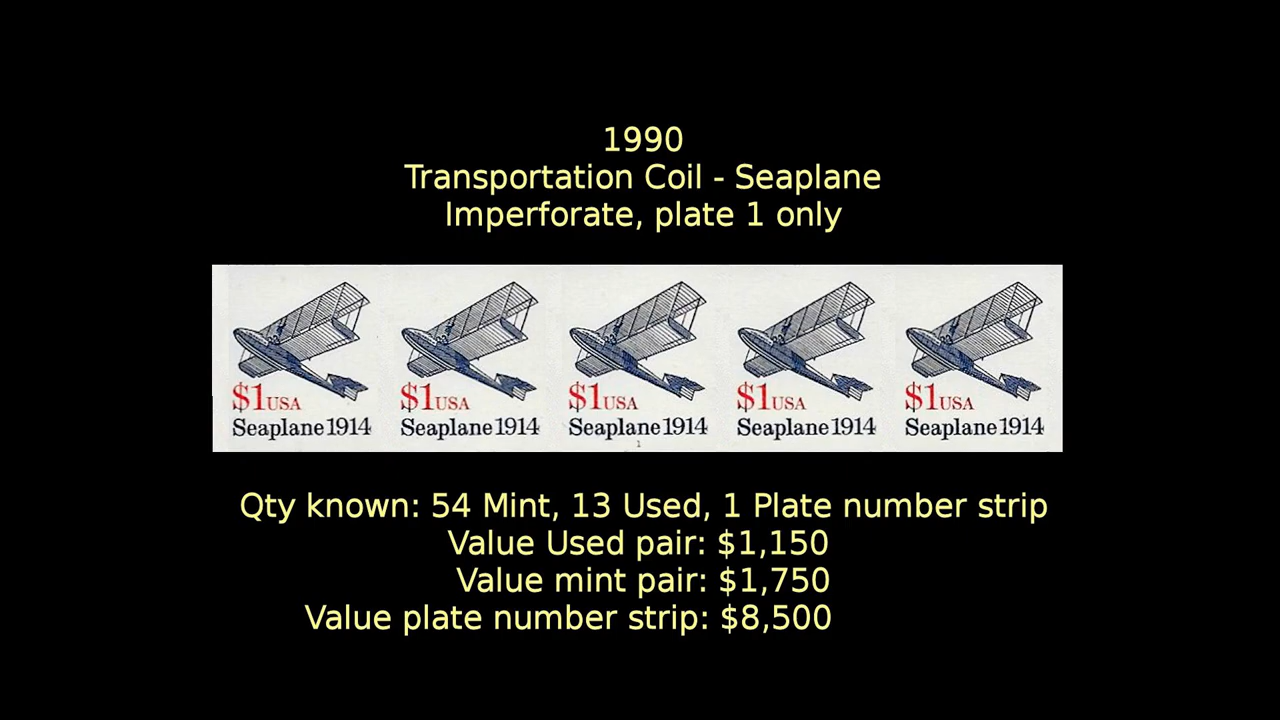 1990
Transportation Coil - Seaplane
Imperforate, plate 1 only
$1USA $1USA $1USA $1USA $1USA
Seaplane 1914 Seaplane 1914 Seaplane 1914 Seaplane 1914 Seaplane 1914
1
Qty known: 54 Mint, 13 Used, 1 Plate number strip
Value Used pair: $1,150
Value mint pair: $1,750
Value plate number strip: $8,500